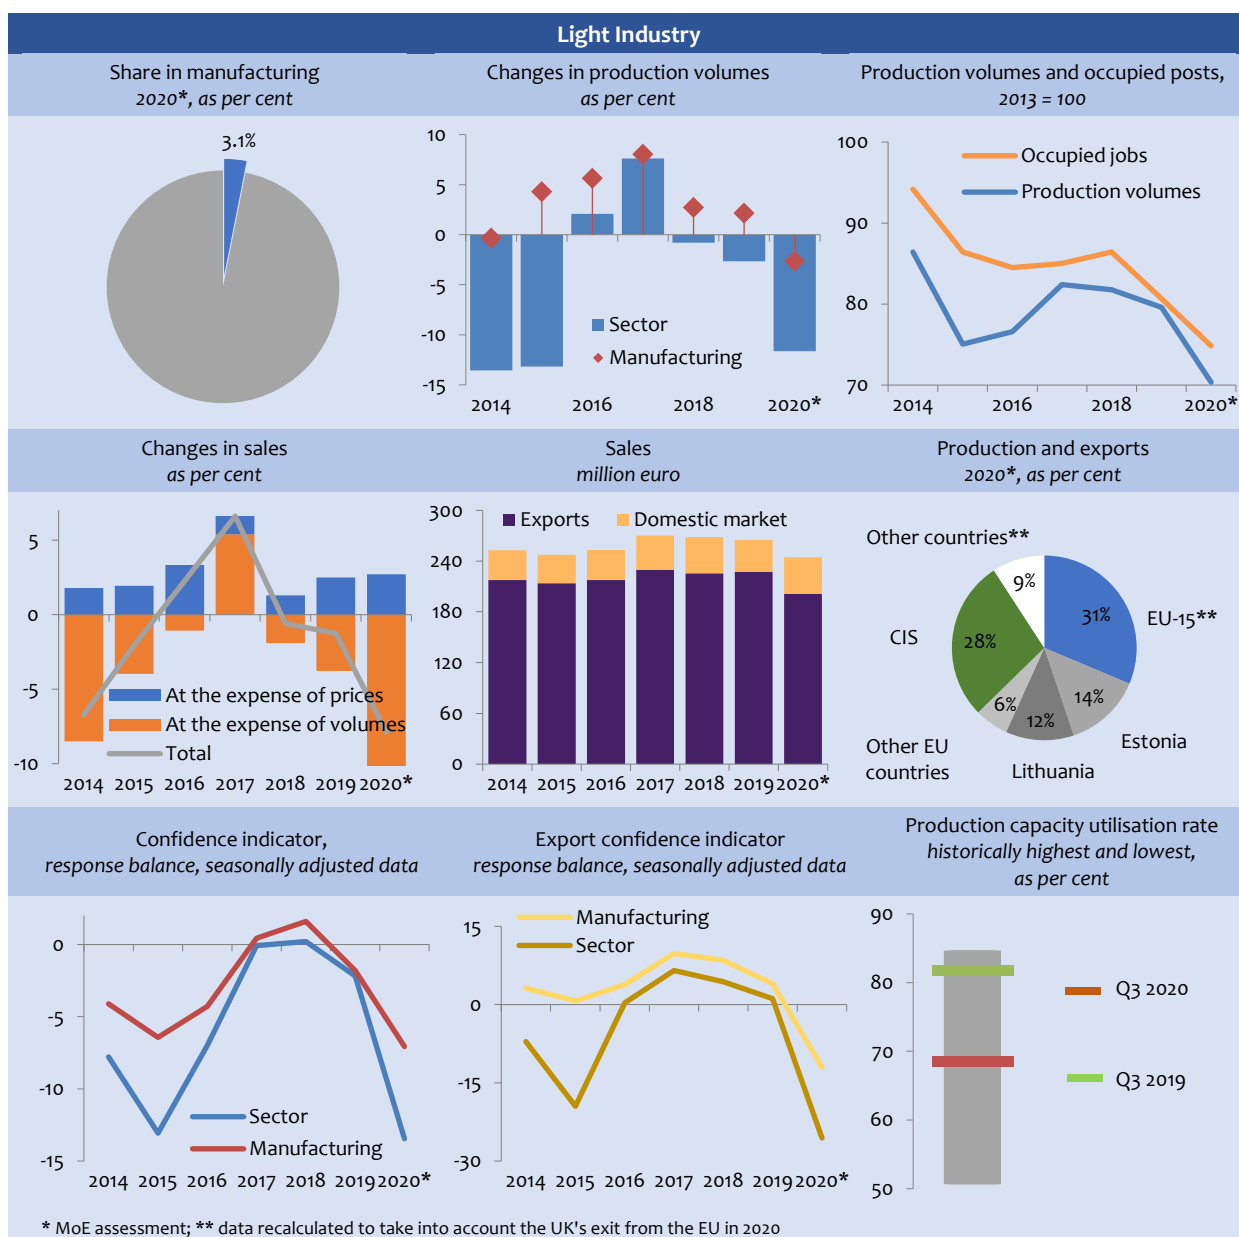 Light Industry
Share in manufacturing
2020*, as per cent
3.1%
Changes in production volumes
as per cent
10
5
0
-5
-10
-15
Sector
Manufacturing
2014
2016
2018
2020*
Production volumes and occupied posts,
2013 = 100
100
90
80
70
Occupied jobs
Production volumes
2014
2016
2018
2020*
Changes in sales
as per cent
5
0
-5
-10
At the expense of prices
At the expense of volumes
Total
2014 2015 2016 2017 2018 2019 2020*
Sales
million euro
300
240
180
120
60
0
Exports
Domestic market
2014 2015 2016 2017 2018 2019 2020*
Production and exports
2020*, as per cent
Other countries**
9%
31%
EU-15**
CIS
28%
14%
6%
12%
Estonia
Other EU
countries
Lithuania
Confidence indicator,
response balance, seasonally adjusted data
0
-5
-10
-15
Sector
Manufacturing
2014 2015 2016 2017 2018 2019 2020*
Export confidence indicator
response balance, seasonally adjusted data
15
0
-15
-30
Manufacturing
Sector
2014 2015 2016 2017 2018 2019 2020*
Production capacity utilisation rate
historically highest and lowest,
as per cent
90
80
70
60
50
Q3 2020
Q3 2019
* MoE assessment; ** data recalculated to take into account the UK's exit from the EU in 2020